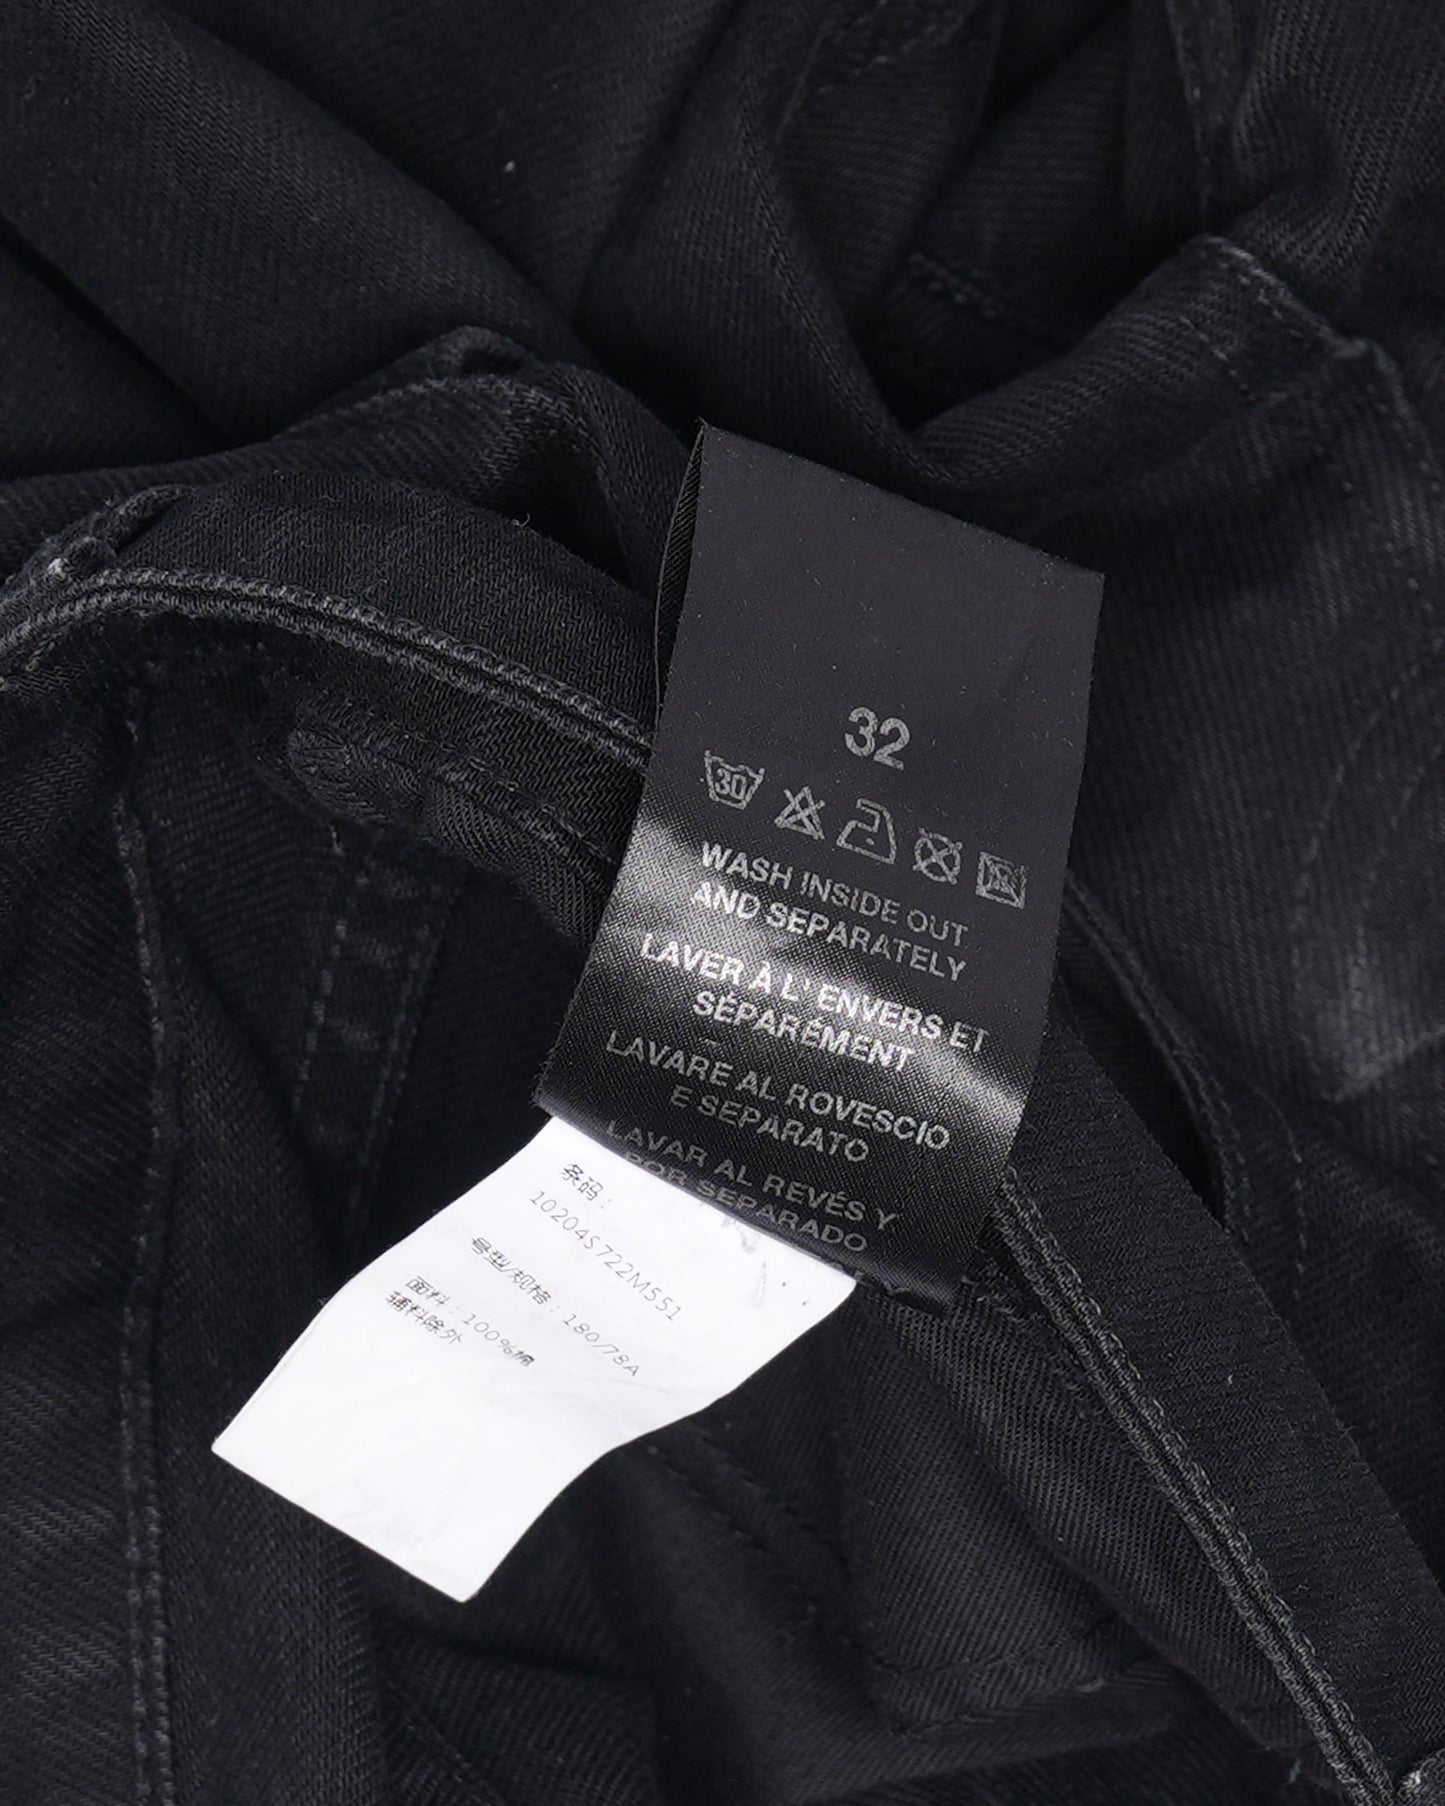 32
30
WASH INSIDE OUT
AND SEPARATELY
LAVER À L' ENVERS ET
SÉPARÉMENT
LAVARE AL ROVESCIO
E SEPARATO
LAVAR AL REVÉS Y
POR SEPARADO
条码:
10204S722M551
号型/规格:180/78A
面料:100%棉
辅料除外